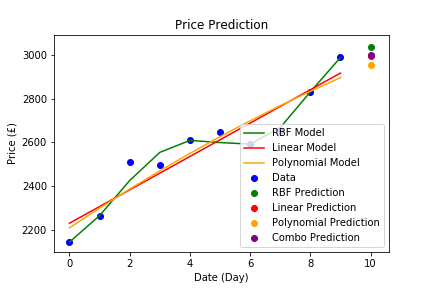 Price Prediction
3000
2800
2600
2400
2200
Price (£)
0
2
4
6
8
10
Date (Day)
RBF Model
Linear Model
Polynomial Model
Data
RBF Prediction
Linear Prediction
Polynomial Prediction
Combo Prediction